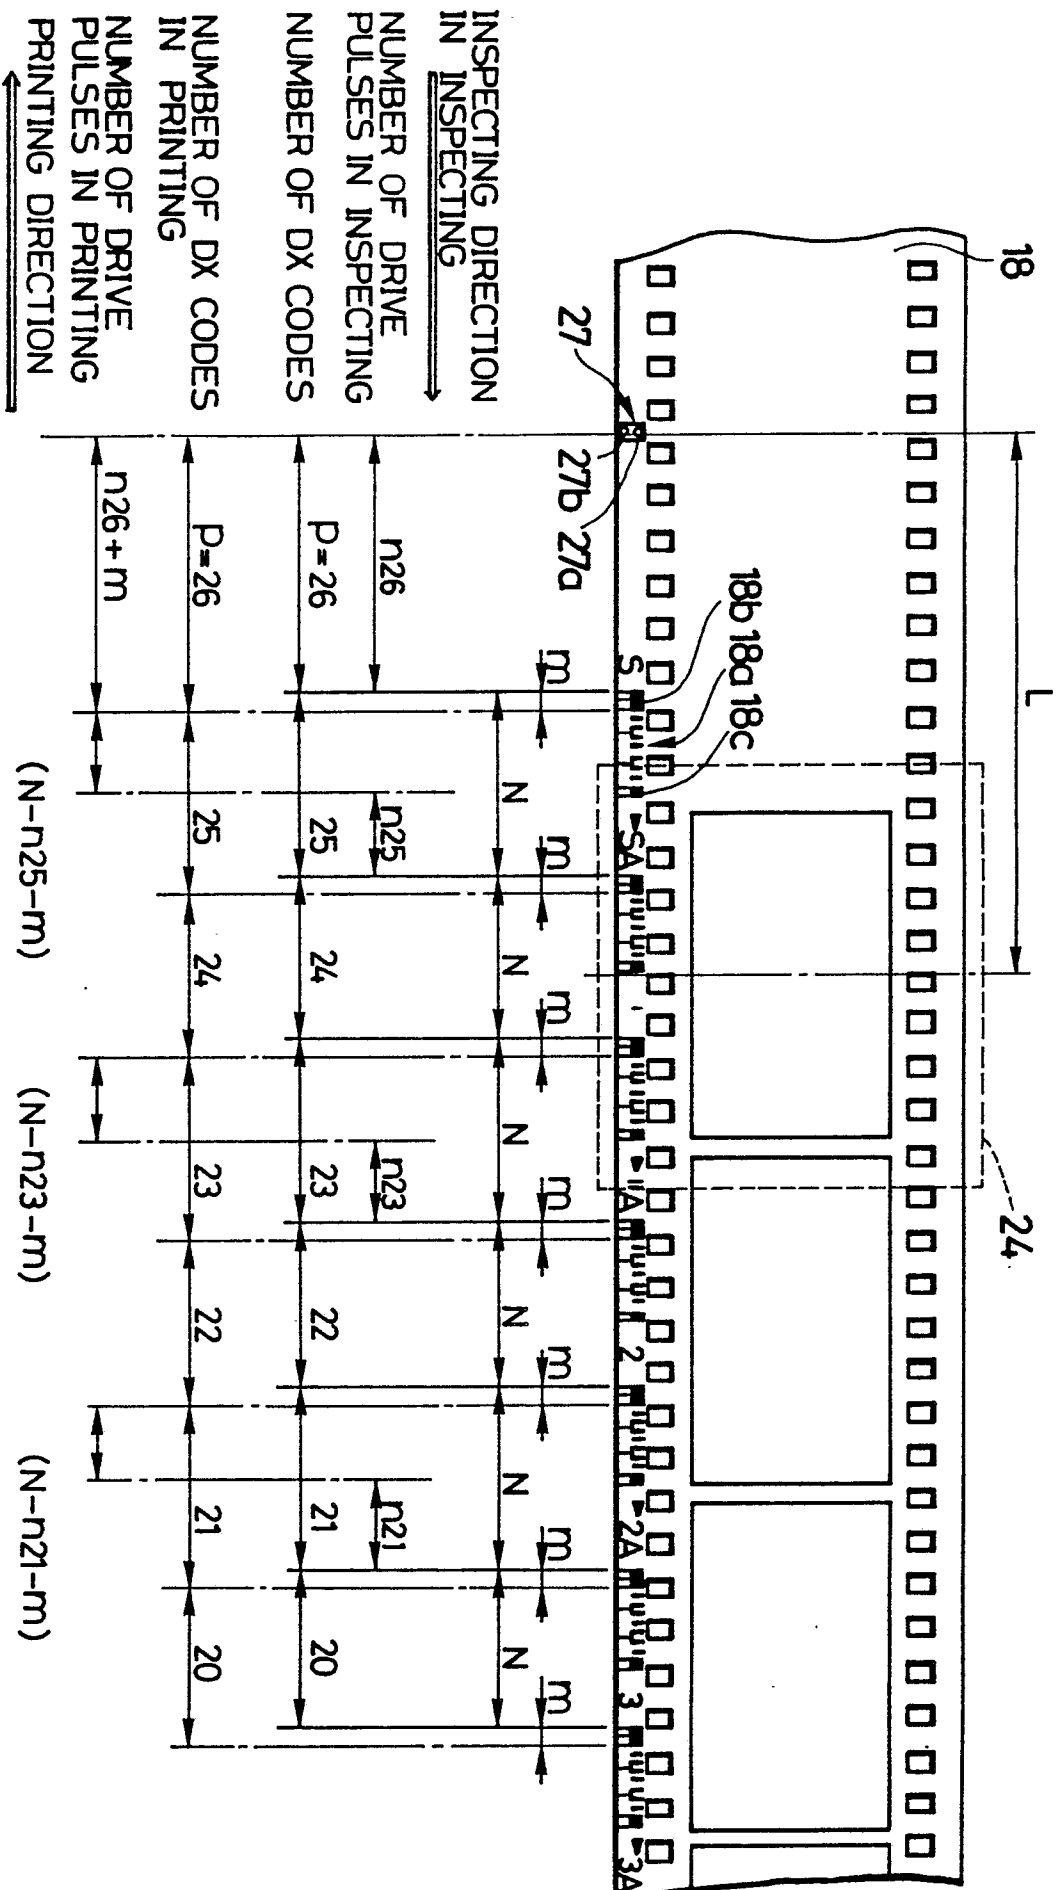 L
18
24
27
27b 27a
18b 18a 18c
S
SA
1A
2
2A
3
3A
INSPECTING DIRECTION
IN INSPECTING
m
m
m
m
m
m
m
N
N
N
N
N
N
NUMBER OF DRIVE
PULSES IN INSPECTING
n26
n25
n23
n21
NUMBER OF DX CODES
P=26
25
24
23
22
21
20
NUMBER OF DX CODES
IN PRINTING
P=26
25
24
23
22
21
20
NUMBER OF DRIVE
PULSES IN PRINTING
n26+m
(N-n25-m)
(N-n23-m)
(N-n21-m)
PRINTING DIRECTION